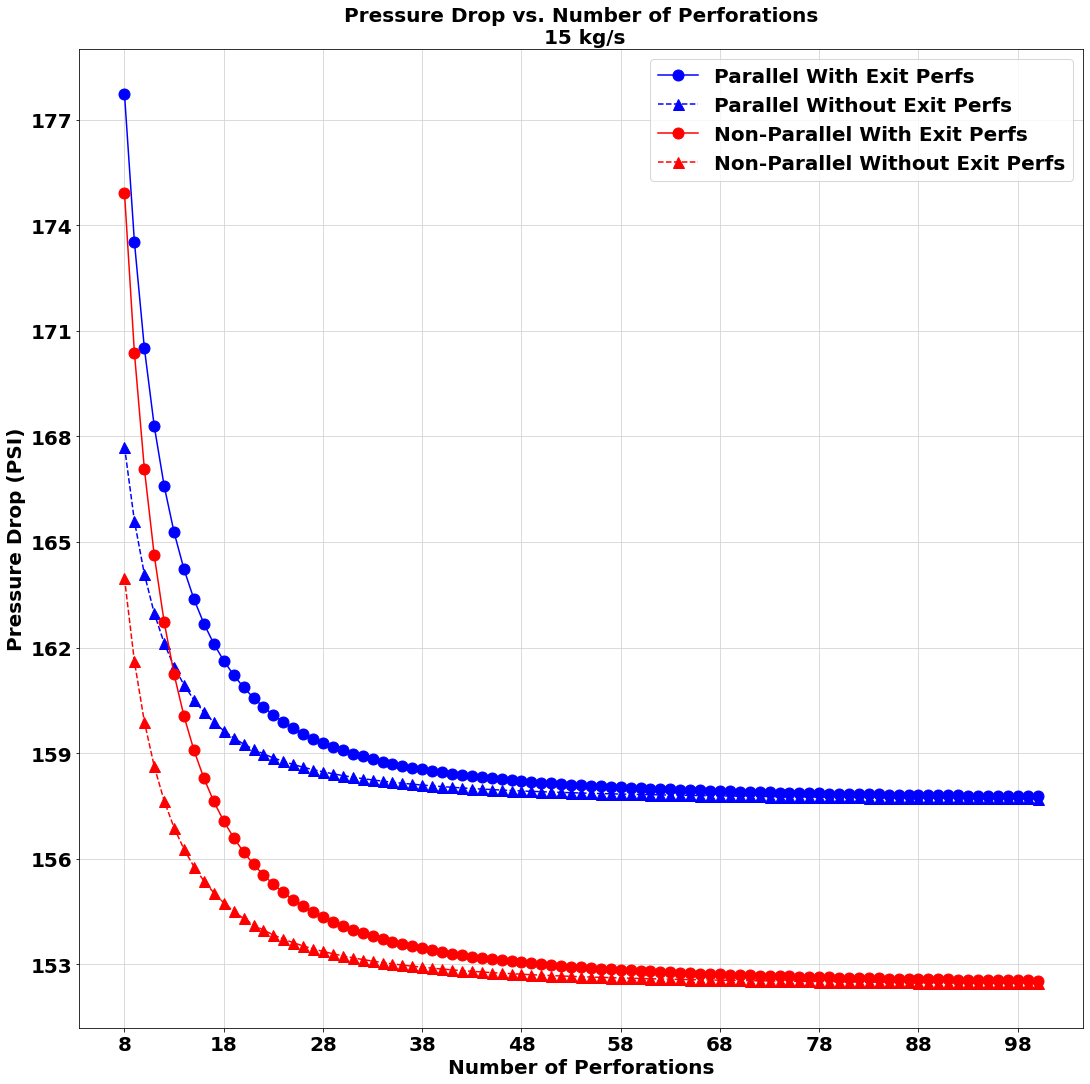 Pressure Drop vs. Number of Perforations
15 kg/s
Parallel With Exit Perfs
Parallel Without Exit Perfs
Non-Parallel With Exit Perfs
Non-Parallel Without Exit Perfs
Pressure Drop (PSI)
177
174
171
168
165
162
159
156
153
8 18 28 38 48 58 68 78 88 98
Number of Perforations